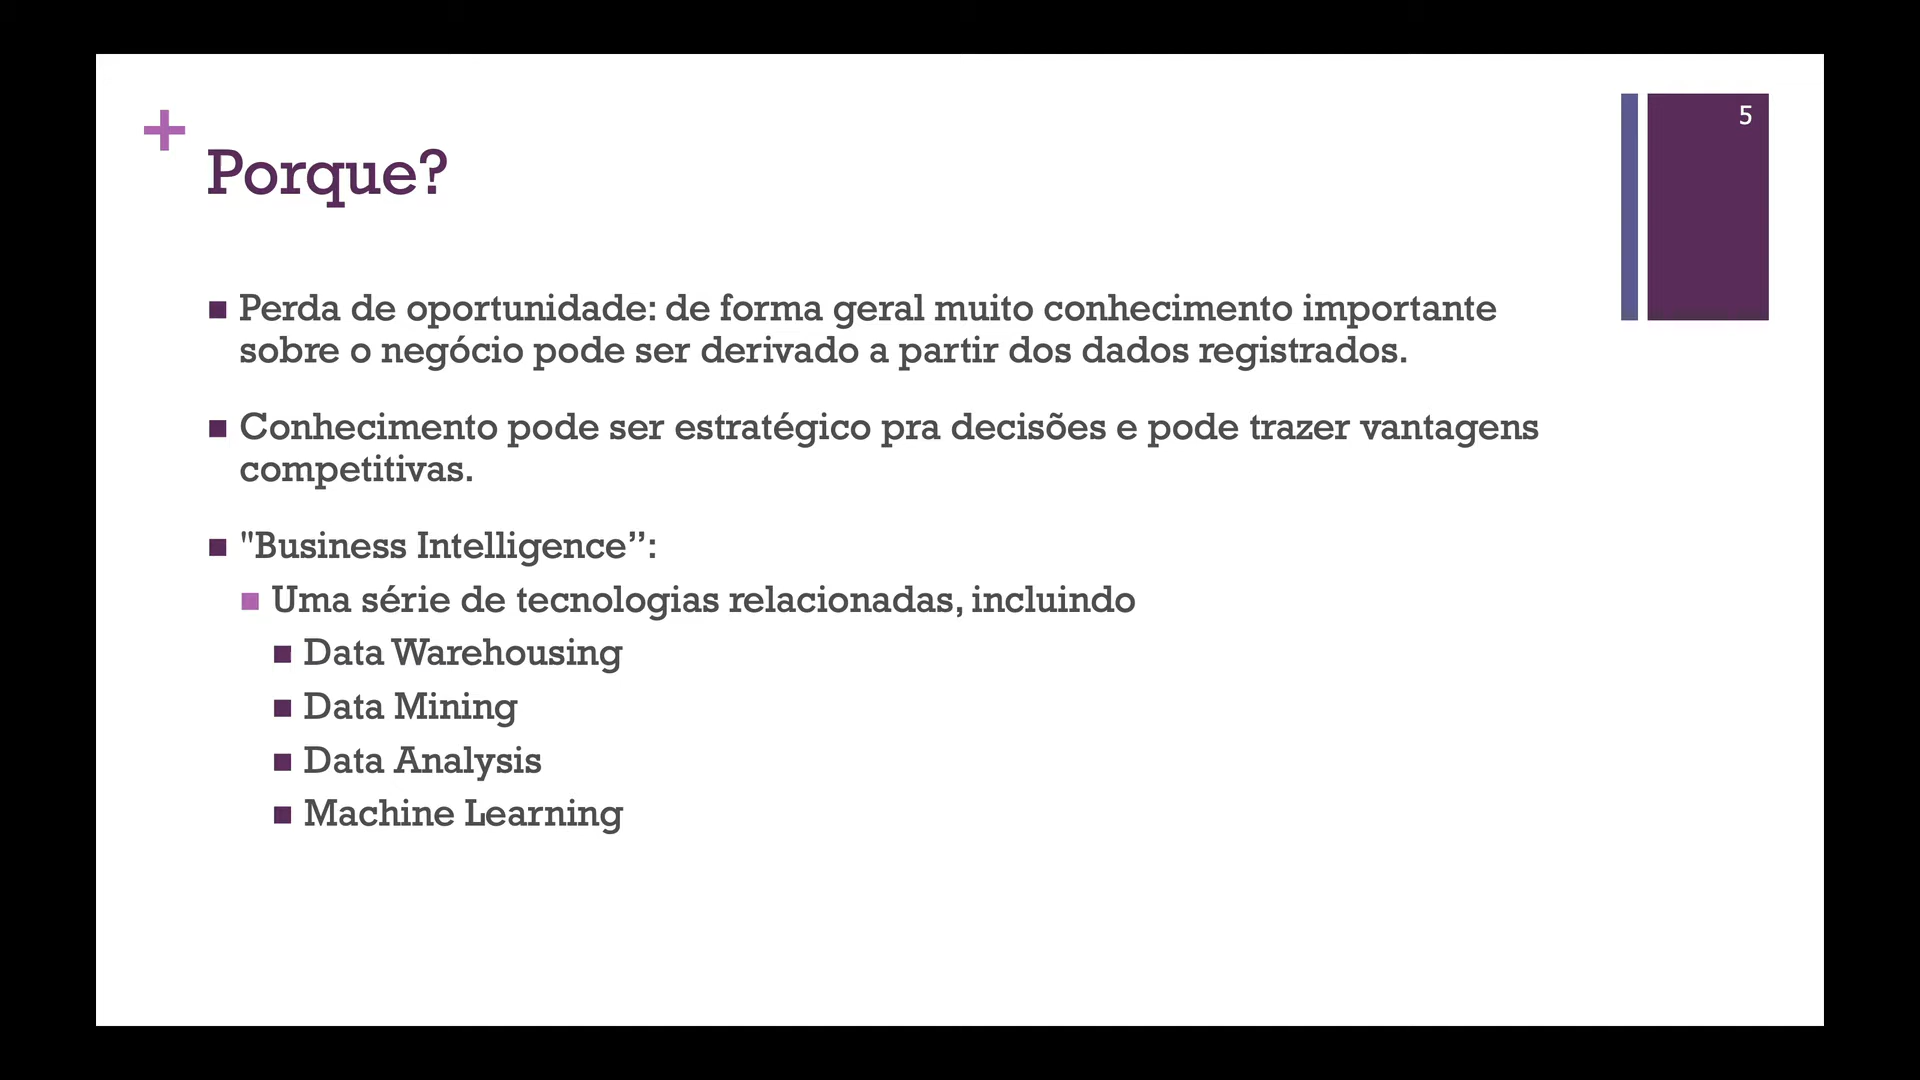 5
+
Porque?
■ Perda de oportunidade: de forma geral muito conhecimento importante
sobre o negócio pode ser derivado a partir dos dados registrados.
■ Conhecimento pode ser estratégico pra decisões e pode trazer vantagens
competitivas.
■ "Business Intelligence”:
■ Uma série de tecnologias relacionadas, incluindo
■ Data Warehousing
■ Data Mining
■ Data Analysis
■ Machine Learning